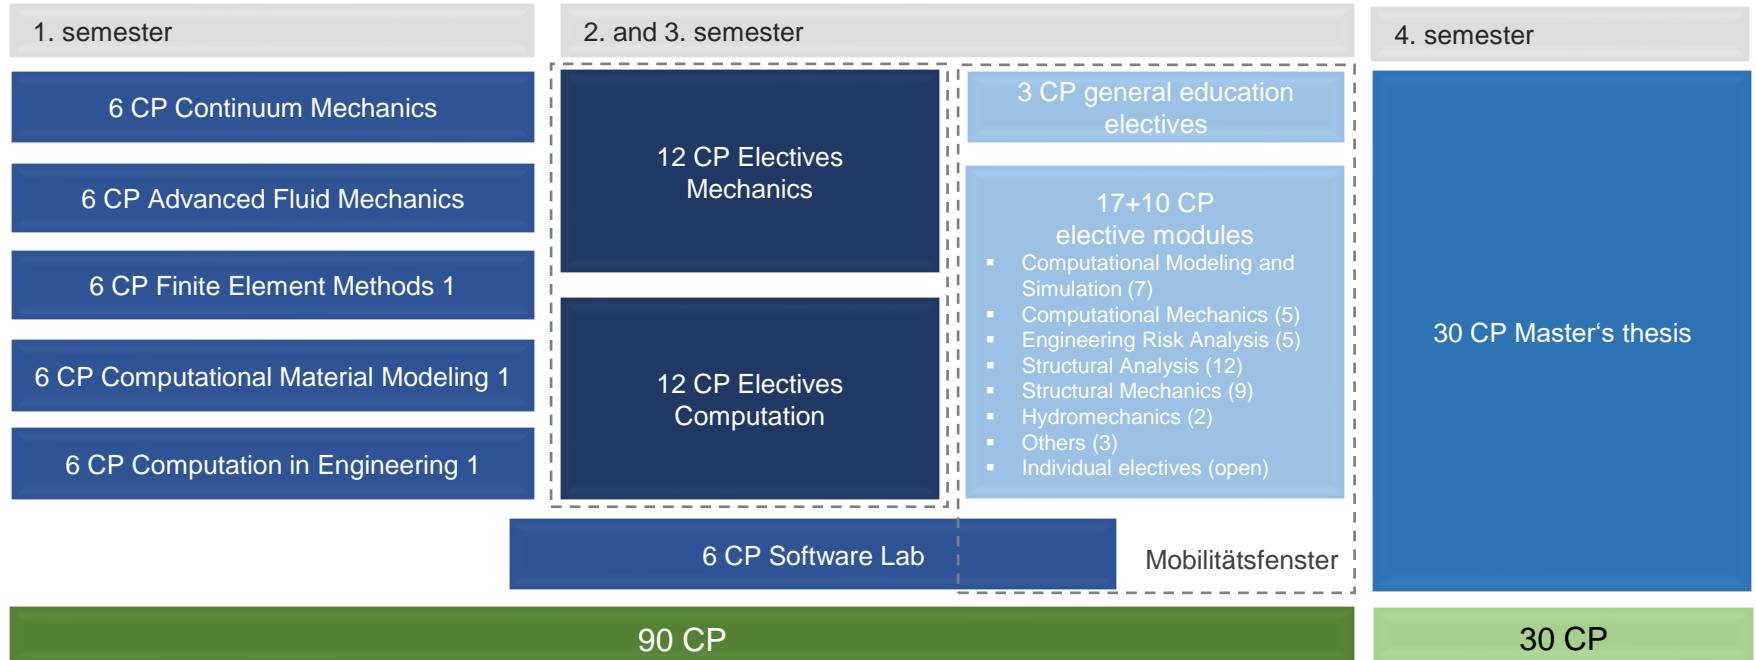 1. semester
2. and 3. semester
4. semester
6 CP Continuum Mechanics
6 CP Advanced Fluid Mechanics
6 CP Finite Element Methods 1
6 CP Computational Material Modeling 1
6 CP Computation in Engineering 1
12 CP Electives
Mechanics
12 CP Electives
Computation
3 CP general education
electives
17+10 CP
elective modules
▪ Computational Modeling and
Simulation (7)
▪ Computational Mechanics (5)
▪ Engineering Risk Analysis (5)
▪ Structural Analysis (12)
▪ Structural Mechanics (9)
▪ Hydromechanics (2)
▪ Others (3)
▪ Individual electives (open)
6 CP Software Lab
Mobilitätsfenster
30 CP Master‘s thesis
90 CP
30 CP